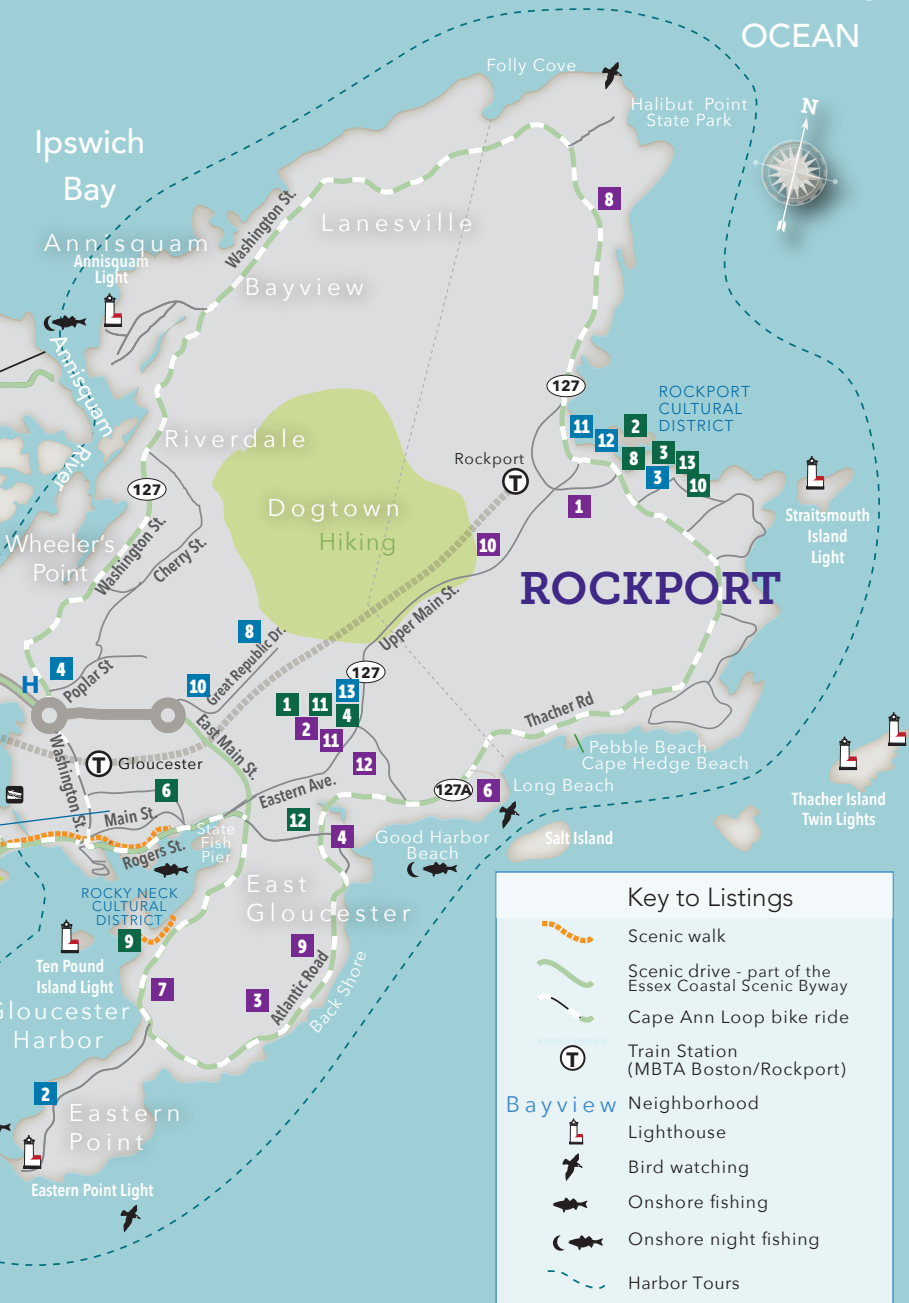 OCEAN
Folly Cove
Halibut Point
State Park
N
Ipswich
Bay
8
Lanesville
Washington St.
Annisquam
Annisquam
Light
Bayview
Annisquam
River
127
ROCKPORT
CULTURAL
DISTRICT
11
12
2
8
3
13
3
10
Riverdale
Rockport
T
127
1
Dogtown
Hiking
10
Straitsmouth
Island
Light
Wheeler's
Point
Washington St.
Cherry St.
ROCKPORT
Upper Main St.
8
Great Republic Dr.
4
H
Poplar St
10
127
13
1
11
4
2
11
12
East Main St.
Thacher Rd
Pebble Beach
Cape Hedge Beach
T
Gloucester
Washington St.
6
Eastern Ave.
127A
6
Long Beach
Thacher Island
Twin Lights
Main St.
Rogers St.
State
Fish
Pier
12
4
Good Harbor
Beach
Salt Island
ROCKY NECK
CULTURAL
DISTRICT
9
East
Gloucester
Ten Pound
Island Light
9
7
3
Atlantic Road
Back Shore
Gloucester
Harbor
2
Eastern
Point
Eastern Point Light
Key to Listings
Scenic walk
Scenic drive - part of the
Essex Coastal Scenic Byway
Cape Ann Loop bike ride
T
Train Station
(MBTA Boston/Rockport)
Bayview
Neighborhood
Lighthouse
Bird watching
Onshore fishing
Onshore night fishing
Harbor Tours